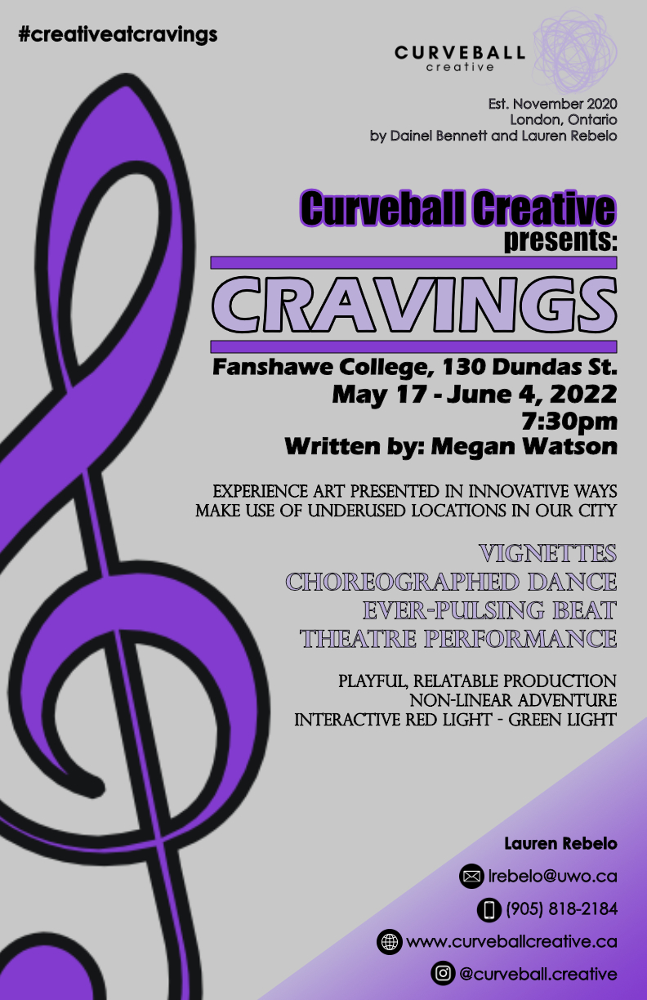 #creativeatcravings
CURVEBALL
creative
Est. November 2020
London, Ontario
by Dainel Bennett and Lauren Rebelo
Curveball Creative
presents:
CRAVINGS
Fanshawe College, 130 Dundas St.
May 17 - June 4, 2022
7:30pm
Written by: Megan Watson
EXPERIENCE ART PRESENTED IN INNOVATIVE WAYS
MAKE USE OF UNDERUSED LOCATIONS IN OUR CITY
VIGNETTES
CHOREOGRAPHED DANCE
EVER-PULSING BEAT
THEATRE PERFORMANCE
PLAYFUL, RELATABLE PRODUCTION
NON-LINEAR ADVENTURE
INTERACTIVE RED LIGHT - GREEN LIGHT
Lauren Rebelo
lrebelo@uwo.ca
(905) 818-2184
www.curveballcreative.ca
@curveball.creative